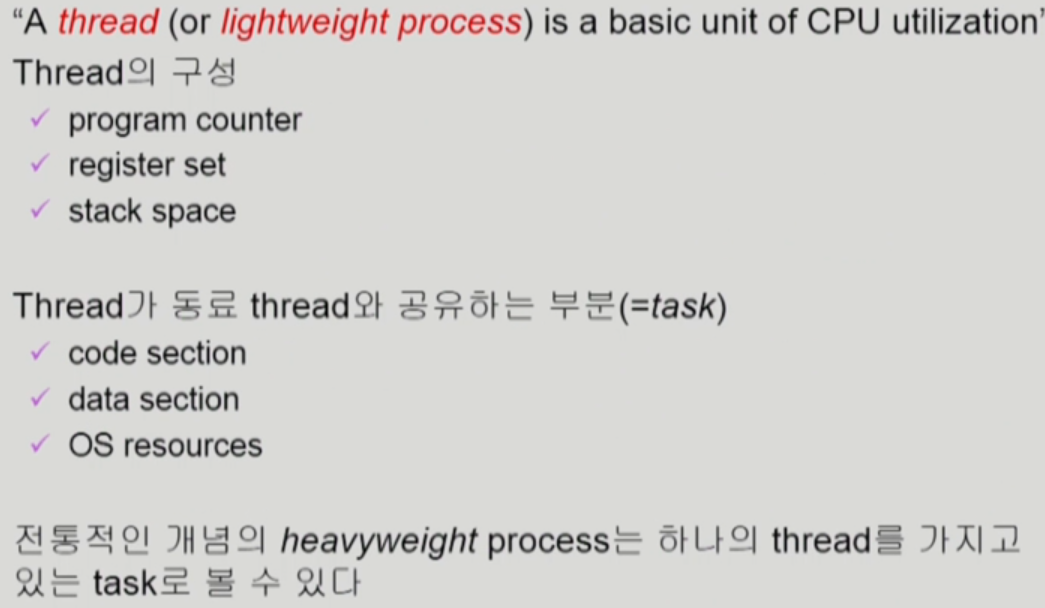 “A thread (or lightweight process) is a basic unit of CPU utilization”
Thread의 구성
✓ program counter
✓ register set
✓ stack space
Thread가 동료 thread와 공유하는 부분(=task)
✓ code section
✓ data section
✓ OS resources
전통적인 개념의 heavyweight process는 하나의 thread를 가지고
있는 task로 볼 수 있다